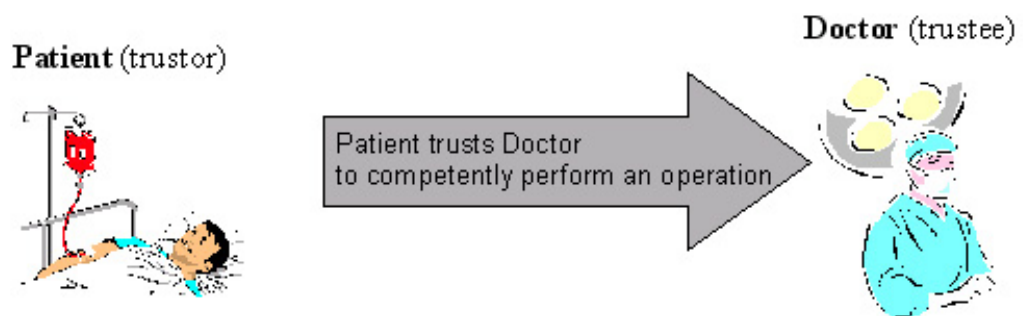 Patient (trustor)
Doctor (trustee)
Patient trusts Doctor
to competently perform an operation